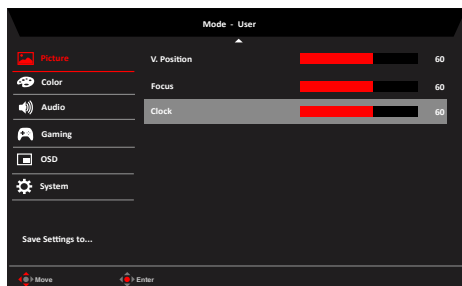 Mode - User
Picture
V. Position 60
Color
Focus 60
Audio
Clock 60
Gaming
OSD
System
Save Settings to...
Move Enter